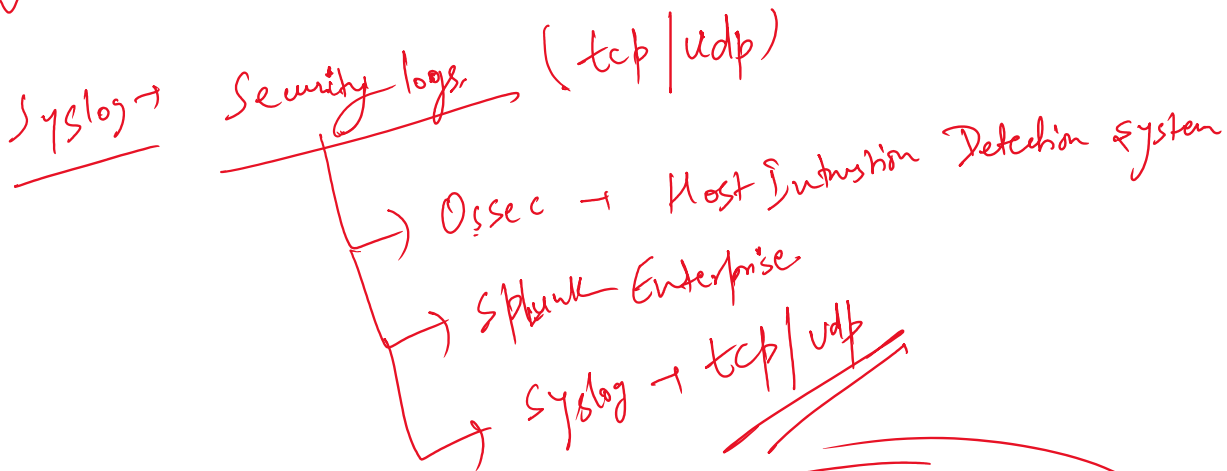 Syslog → Security logs. (tcp | udp)
Ossec → Host Intrusion Detection System
Splunk Enterprise
Syslog → tcp | udp